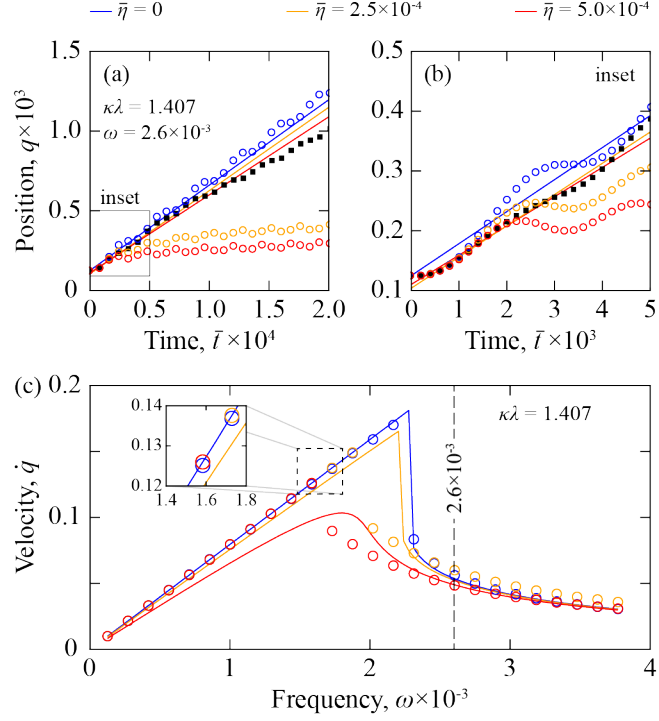 η̄ = 0 η̄ = 2.5×10⁻⁴ η̄ = 5.0×10⁻⁴
(a)
κλ = 1.407
ω = 2.6×10⁻³
inset
Position, q×10³
0 0.5 1.0 1.5
0 0.5 1.0 1.5 2.0
Time, t̄ ×10⁴
(b)
inset
0.1 0.2 0.3 0.4 0.5
0 1 2 3 4 5
Time, t̄ ×10³
(c)
κλ = 1.407
2.6×10⁻³
0.12 0.13 0.14
1.4 1.6 1.8
Velocity, q̇
0 0.1 0.2
0 1 2 3 4
Frequency, ω×10⁻³